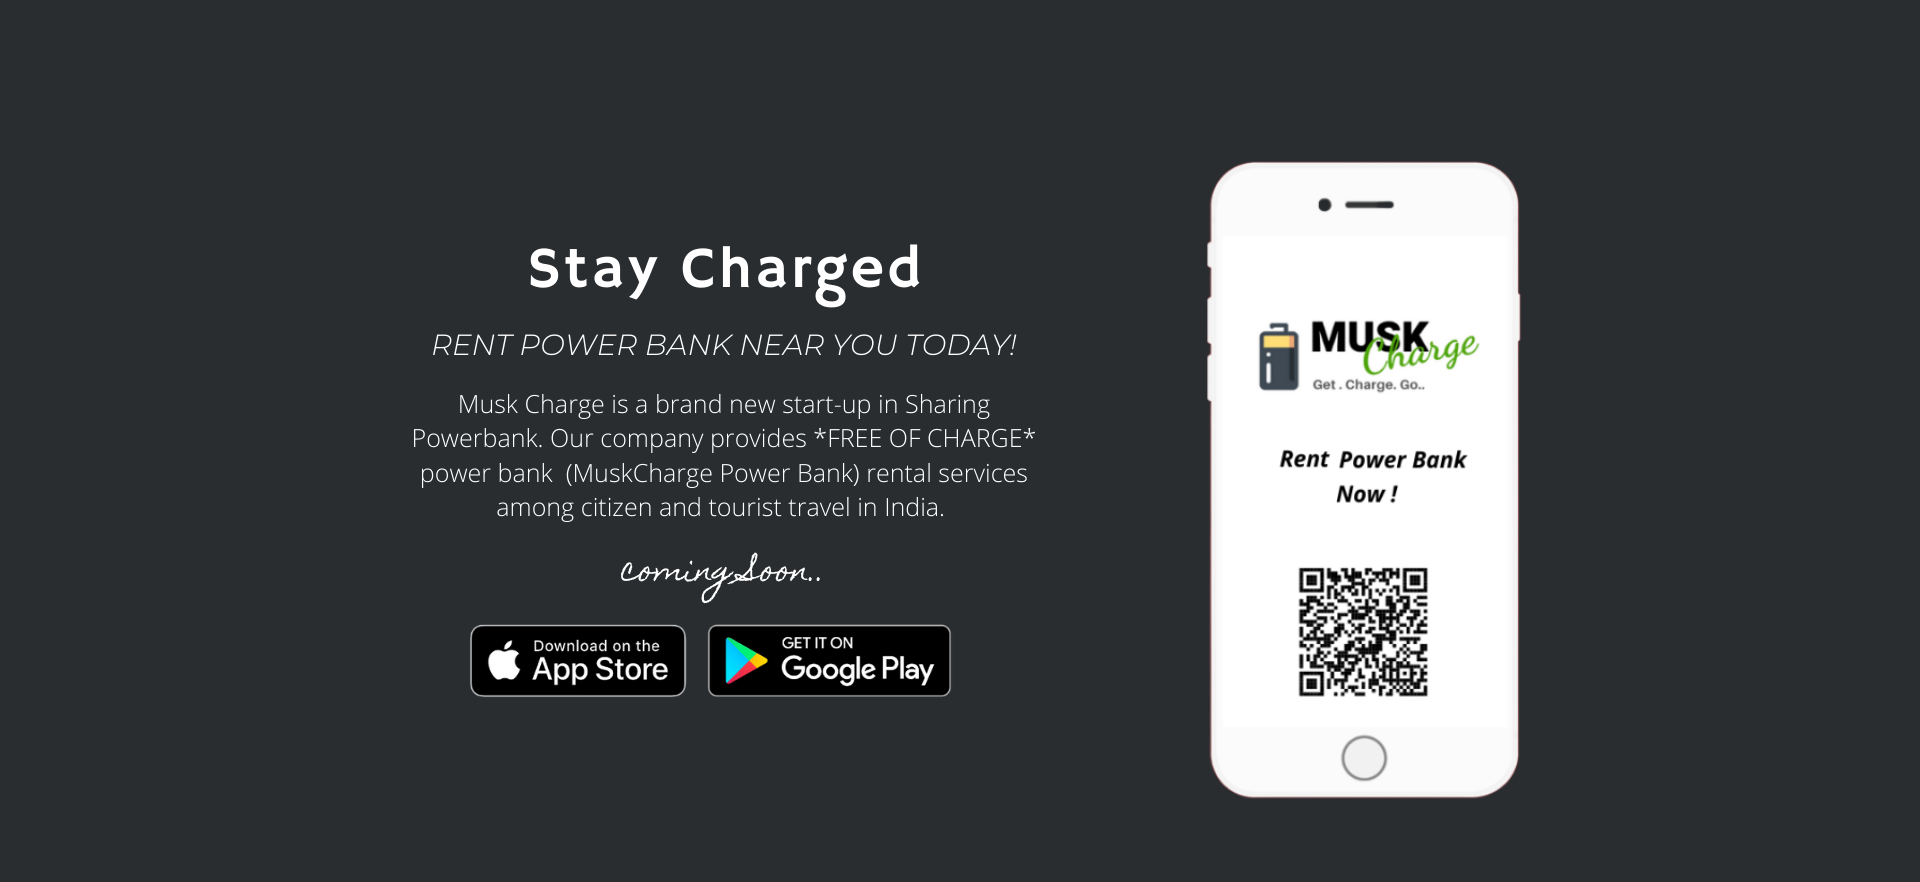 Stay Charged
RENT POWER BANK NEAR YOU TODAY!
Musk Charge is a brand new start-up in Sharing
Powerbank. Our company provides *FREE OF CHARGE*
power bank  (MuskCharge Power Bank) rental services
among citizen and tourist travel in India.
coming Soon..
Download on the
App Store
GET IT ON
Google Play
MUSK
Charge
Get . Charge. Go..
Rent Power Bank
Now !